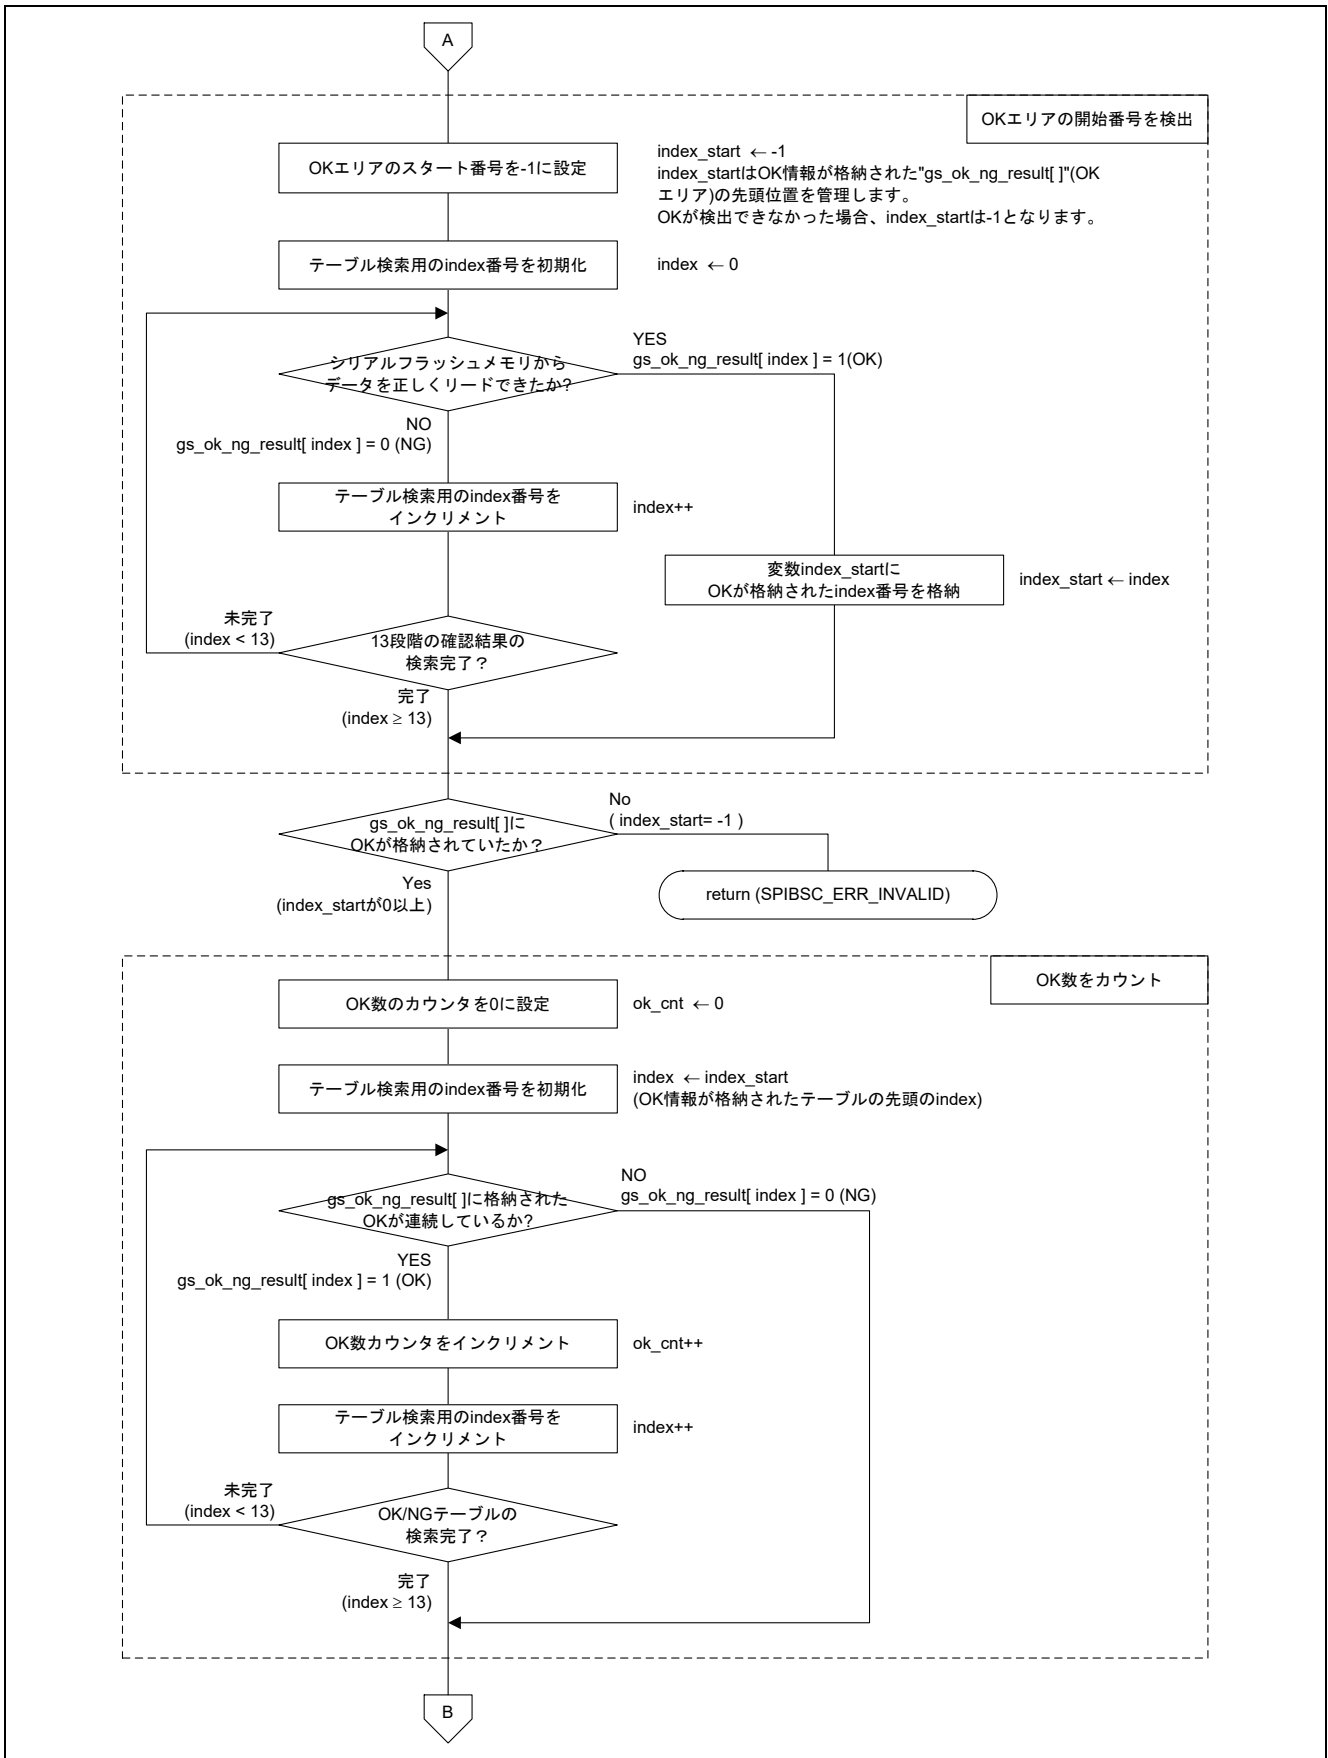 A
OKエリアの開始番号を検出
OKエリアのスタート番号を-1に設定
index_start ← -1
index_startはOK情報が格納された"gs_ok_ng_result[ ]"(OK
エリア)の先頭位置を管理します。
OKが検出できなかった場合、index_startは-1となります。
テーブル検索用のindex番号を初期化
index ← 0
シリアルフラッシュメモリから
データを正しくリードできたか?
YES
gs_ok_ng_result[ index ] = 1(OK)
NO
gs_ok_ng_result[ index ] = 0 (NG)
テーブル検索用のindex番号を
インクリメント
index++
変数index_startに
OKが格納されたindex番号を格納
index_start ← index
未完了
(index < 13)
13段階の確認結果の
検索完了？
完了
(index ≥ 13)
gs_ok_ng_result[ ]に
OKが格納されていたか？
No
( index_start= -1 )
Yes
(index_startが0以上)
return (SPIBSC_ERR_INVALID)
OK数をカウント
OK数のカウンタを0に設定
ok_cnt ← 0
テーブル検索用のindex番号を初期化
index ← index_start
(OK情報が格納されたテーブルの先頭のindex)
gs_ok_ng_result[ ]に格納された
OKが連続しているか?
NO
gs_ok_ng_result[ index ] = 0 (NG)
YES
gs_ok_ng_result[ index ] = 1 (OK)
OK数カウンタをインクリメント
ok_cnt++
テーブル検索用のindex番号を
インクリメント
index++
未完了
(index < 13)
OK/NGテーブルの
検索完了？
完了
(index ≥ 13)
B